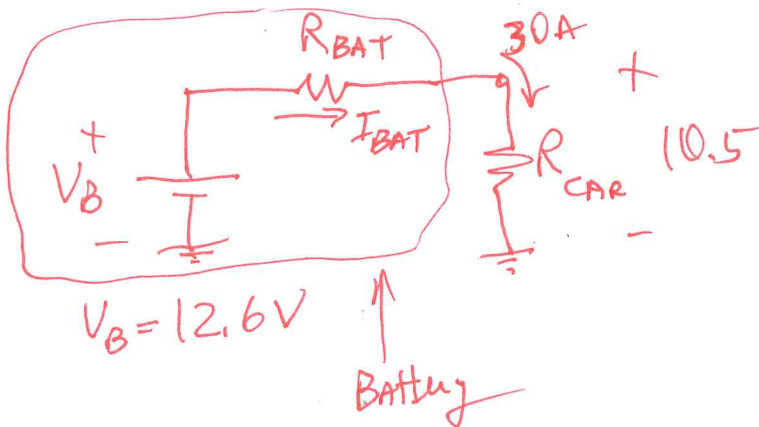 R_BAT
30A
+
I_BAT
+
V_B
-
R_CAR
10.5
-
V_B = 12.6V
Battery